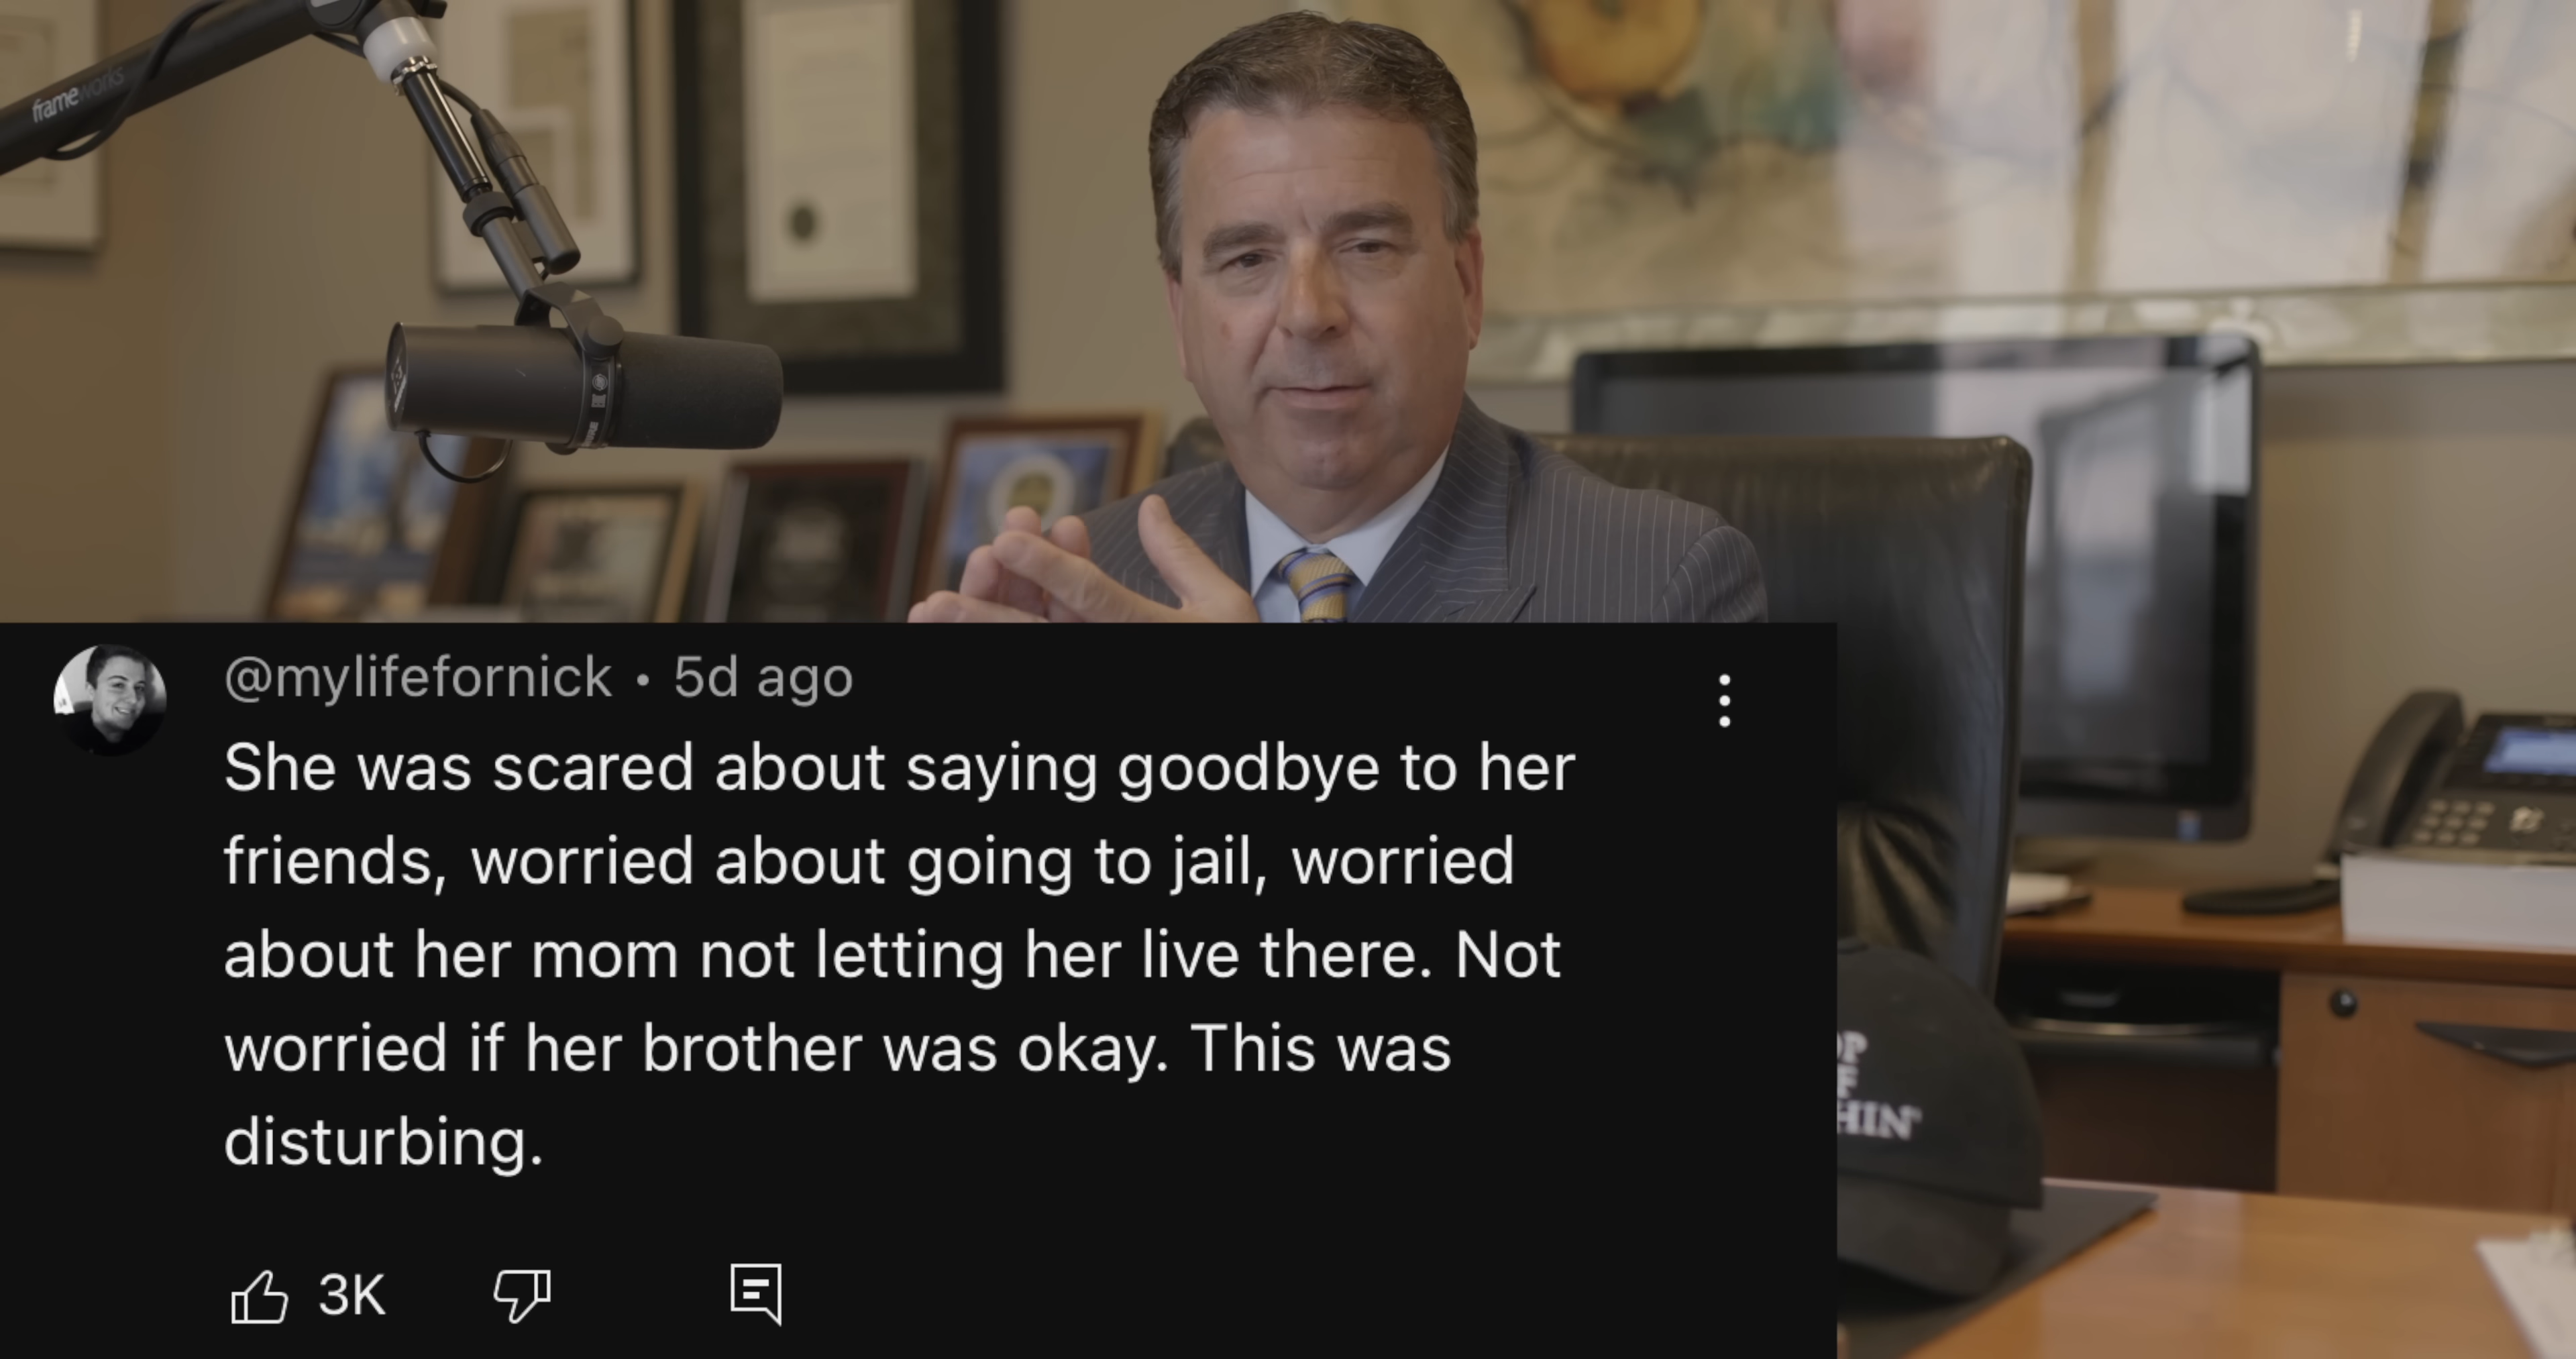 frameworks
@mylifefornick • 5d ago
She was scared about saying goodbye to her
friends, worried about going to jail, worried
about her mom not letting her live there. Not
worried if her brother was okay. This was
disturbing.
3K